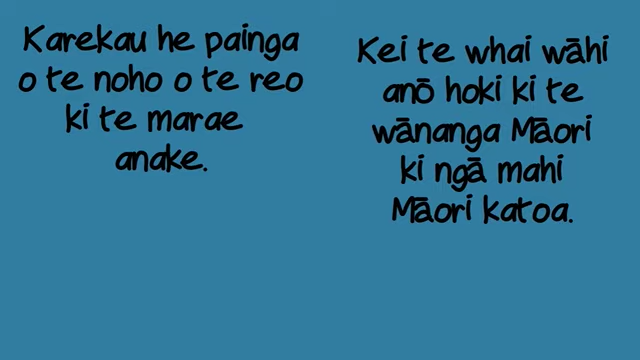 Karekau he painga
o te noho o te reo
ki te marae
anake.
Kei te whai wāhi
anō hoki ki te
wānanga Māori
ki ngā mahi
Māori katoa.